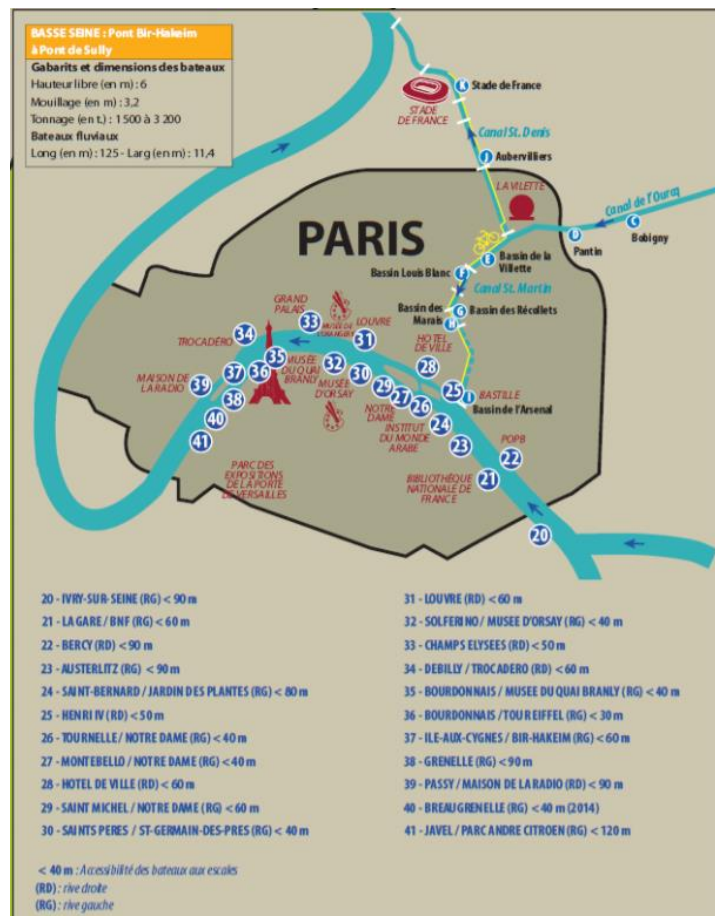 BASSE SEINE : Pont Bir-Hakeim
à Pont de Sully
Gabarits et dimensions des bateaux
Hauteur libre (en m) : 6
Mouillage (en m) : 3,2
Tonnage (en t.) : 1500 à 3 200
Bateaux fluviaux
Long (en m) : 125 - Larg (en m) : 11,4
K
Stade de France
STADE
DE FRANCE
Canal St. Denis
J
Aubervilliers
LA VILETTE
Canal de l'Ourcq
C
Bobigny
D
Pantin
PARIS
E
Bassin de la
Villette
Bassin Louis Blanc
F
Canal St. Martin
Bassin des
Marais
G
Bassin des Récollets
H
GRAND
PALAIS
33
LOUVRE
31
HOTEL
DE VILLE
28
TROCADÉRO
34
35
MUSÉE
DU QUAI
BRANLY
32
MUSÉE
D'ORSAY
30
29
27
26
25
I
BASTILLE
Bassin de l'Arsenal
MAISON DE
LA RADIO
39
37
36
38
40
41
NOTRE
DAME
INSTITUT
DU MONDE
ARABE
24
23
POPB
22
21
BIBLIOTHÈQUE
NATIONALE DE
FRANCE
PARC DES
EXPOSITIONS
DE LA PORTE
DE VERSAILLES
20
20 - IVRY-SUR-SEINE (RG) < 90 m
21 - LA GARE / BNF (RG) < 60 m
22 - BERCY (RD) < 90 m
23 - AUSTERLITZ (RG) < 90 m
24 - SAINT-BERNARD / JARDIN DES PLANTES (RG) < 80 m
25 - HENRI IV (RD) < 50 m
26 - TOURNELLE / NOTRE DAME (RG) < 40 m
27 - MONTEBELLO / NOTRE DAME (RG) < 40 m
28 - HOTEL DE VILLE (RD) < 60 m
29 - SAINT MICHEL / NOTRE DAME (RG) < 60 m
30 - SAINTS PERES / ST-GERMAIN-DES-PRES (RG) < 40 m
31 - LOUVRE (RD) < 60 m
32 - SOLFERINO / MUSEE D'ORSAY (RG) < 40 m
33 - CHAMPS ELYSEES (RD) < 50 m
34 - DEBILLY / TROCADERO (RD) < 60 m
35 - BOURDONNAIS / MUSEE DU QUAI BRANLY (RG) < 40 m
36 - BOURDONNAIS / TOUR EIFFEL (RG) < 30 m
37 - ILE-AUX-CYGNES / BIR-HAKEIM (RG) < 60 m
38 - GRENELLE (RG) < 90 m
39 - PASSY / MAISON DE LA RADIO (RD) < 90 m
40 - BREAUGRENELLE (RG) < 40 m (2014)
41 - JAVEL / PARC ANDRE CITROEN (RG) < 120 m
< 40 m : Accessibilité des bateaux aux escales
(RD) : rive droite
(RG) : rive gauche